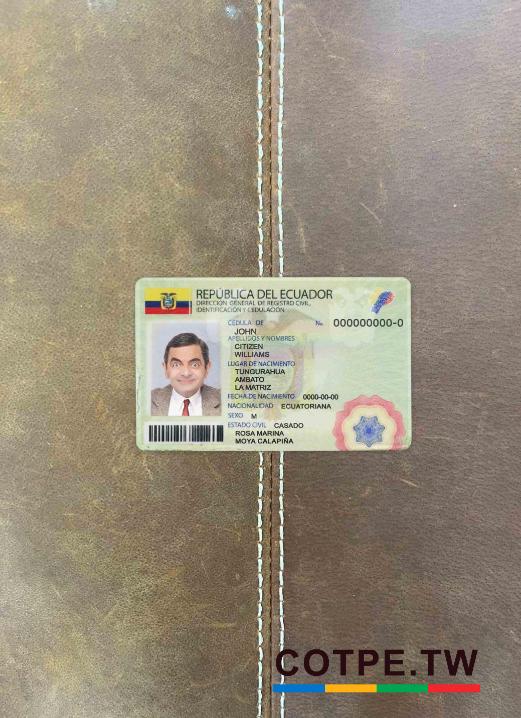 REPÚBLICA DEL ECUADOR
DIRECCIÓN GENERAL DE REGISTRO CIVIL,
IDENTIFICACIÓN Y CEDULACIÓN
CÉDULA DE No. 000000000-0
JOHN
APELLIDOS Y NOMBRES
CITIZEN
WILLIAMS
LUGAR DE NACIMIENTO
TUNGURAHUA
AMBATO
LA MATRIZ
FECHA DE NACIMIENTO 0000-00-00
NACIONALIDAD ECUATORIANA
SEXO M
ESTADO CIVIL CASADO
ROSA MARINA
MOYA CALAPIÑA
COTPE.TW